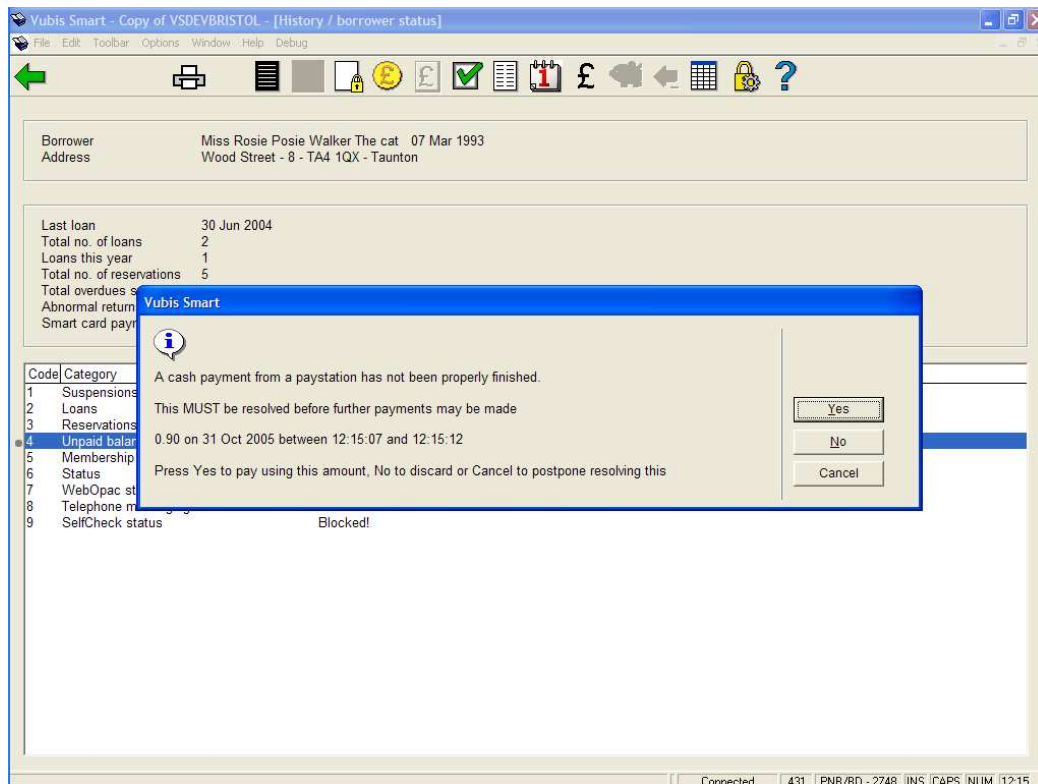 Vubis Smart - Copy of VSDEVBRISTOL - [History / borrower status]
File Edit Toolbar Options Window Help Debug
Borrower Miss Rosie Posie Walker The cat 07 Mar 1993
Address Wood Street - 8 - TA4 1QX - Taunton
Last loan 30 Jun 2004
Total no. of loans 2
Loans this year 1
Total no. of reservations 5
Total overdues
Abnormal return
Smart card
Vubis Smart
A cash payment from a paystation has not been properly finished.
This MUST be resolved before further payments may be made
0.90 on 31 Oct 2005 between 12:15:07 and 12:15:12
Press Yes to pay using this amount, No to discard or Cancel to postpone resolving this
Yes
No
Cancel
Code Category
1 Suspensions
2 Loans
3 Reservations
4 Unpaid
5 Membership
6 Status
7 WebOpac
8 Telephone
9 SelfCheck status Blocked!
Connected 431 PNB/BD - 2748 INS CAPS NUM 12:15